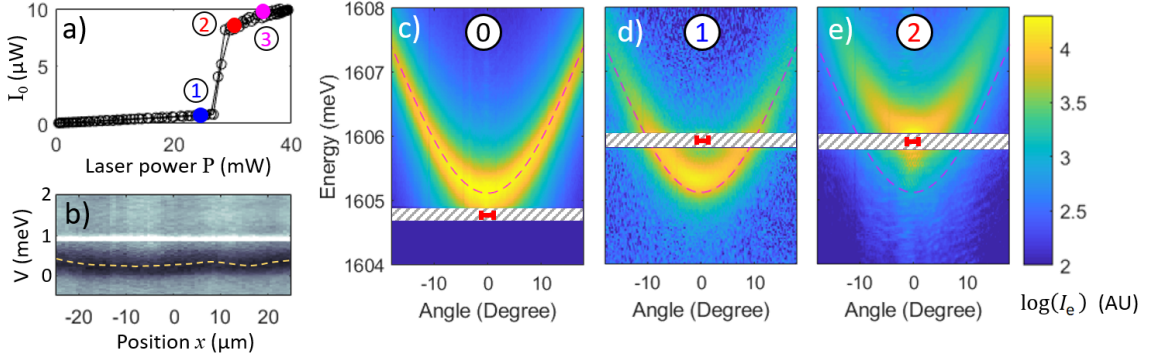 a)
I₀ (μW)
10
5
0
1
2
3
20
40
Laser power P (mW)
b)
V (meV)
2
1
0
-20
-10
0
10
20
Position x (μm)
c)
0
Energy (meV)
1608
1607
1606
1605
1604
-10
0
10
Angle (Degree)
d)
1
-10
0
10
Angle (Degree)
e)
2
-10
0
10
Angle (Degree)
4
3.5
3
2.5
2
log(Iₑ) (AU)